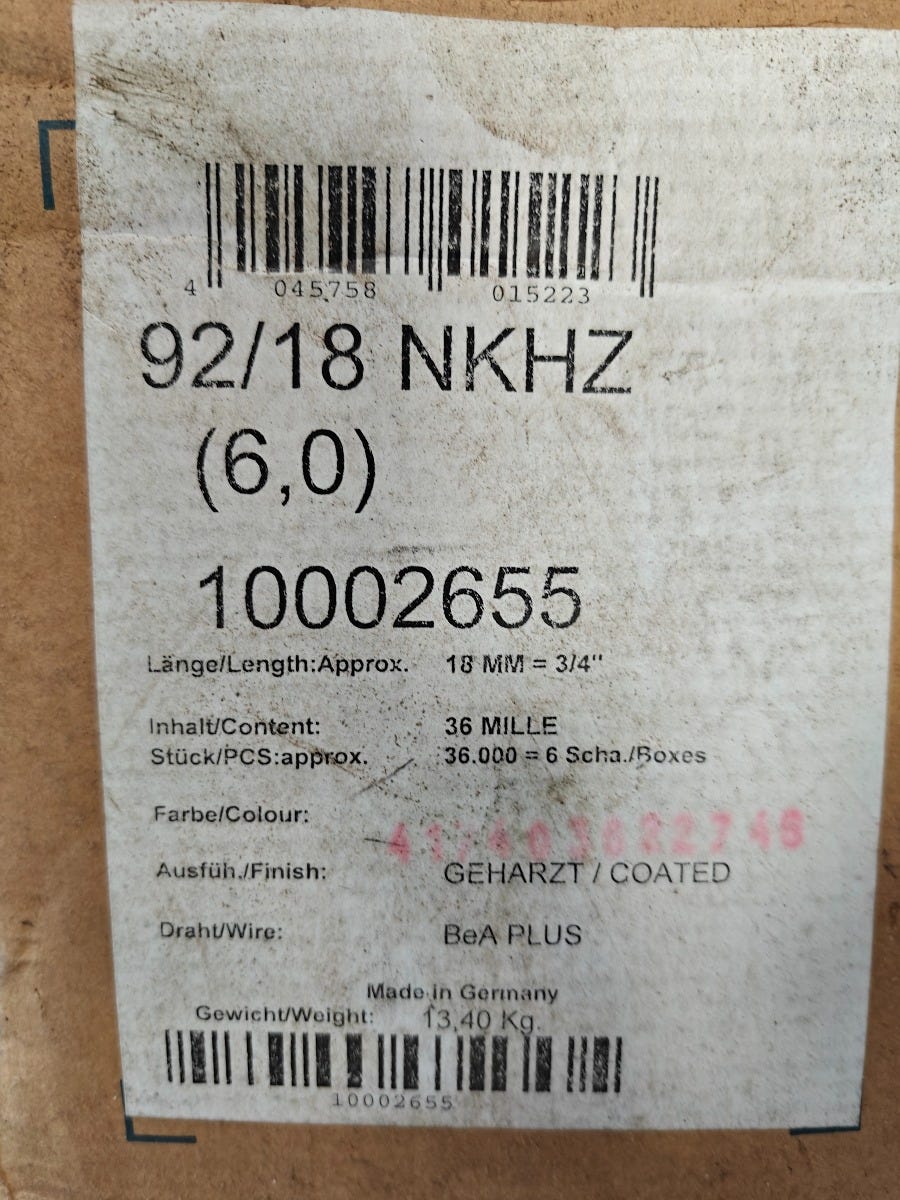 4 045758 015223
92/18 NKHZ
(6,0)
10002655
Länge/Length:Approx. 18 MM = 3/4"
Inhalt/Content: 36 MILLE
Stück/PCS:approx. 36.000 = 6 Scha./Boxes
Farbe/Colour:
Ausfüh./Finish: GEHARZT / COATED
Draht/Wire: BeA PLUS
Made in Germany
Gewicht/Weight: 13,40 Kg.
10002655